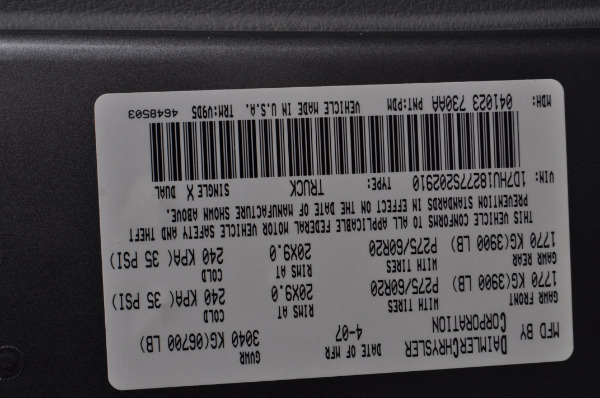 MFD BY DAIMLERCHRYSLER CORPORATION DATE OF MFR 4-07 GVWR 3040 KG(06700 LB)
GAWR FRONT WITH TIRES RIMS AT COLD
1770 KG(3900 LB) P275/60R20 20X9.0 240 KPA( 35 PSI)
GAWR REAR WITH TIRES RIMS AT COLD
1770 KG(3900 LB) P275/60R20 20X9.0 240 KPA( 35 PSI)
THIS VEHICLE CONFORMS TO ALL APPLICABLE FEDERAL MOTOR VEHICLE SAFETY AND THEFT
PREVENTION STANDARDS IN EFFECT ON THE DATE OF MANUFACTURE SHOWN ABOVE.
VIN: 1D7HU18277S202910 TYPE: TRUCK SINGLE X DUAL
MDH: 041023 730AA PNT:PDM VEHICLE MADE IN U.S.A. TRM:V9D5 4648503